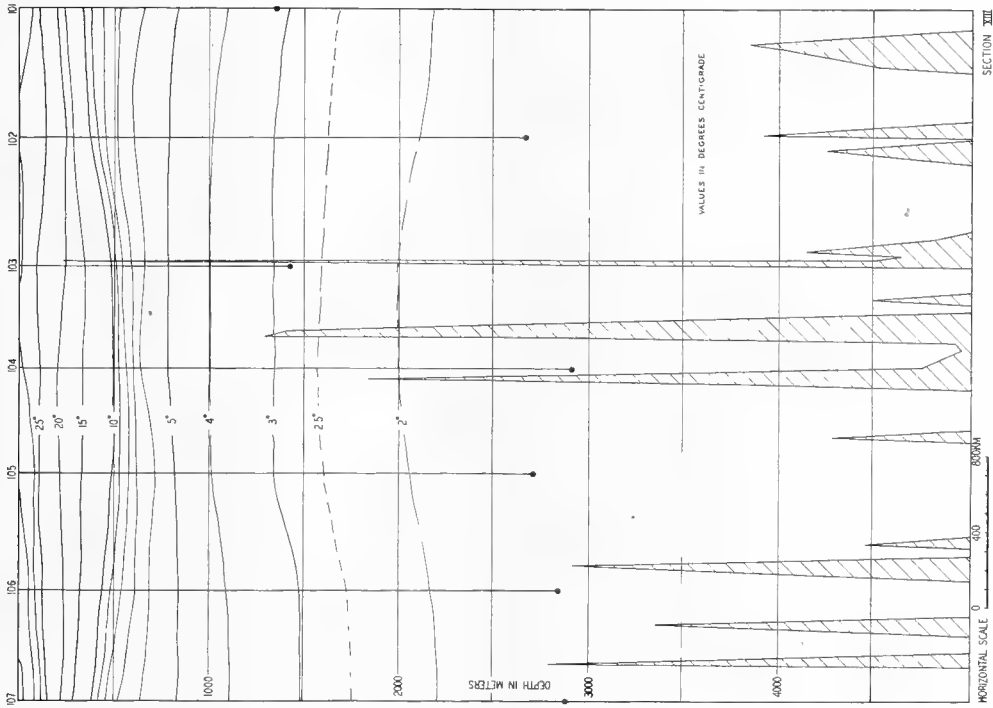 107 106 105 104 103 102 101
25°
20°
15°
10°
5°
4°
3°
2.5°
2°
1000
2000
3000
4000
DEPTH IN METERS
VALUES IN DEGREES CENTIGRADE
HORIZONTAL SCALE 0 400 800KM
SECTION XIII